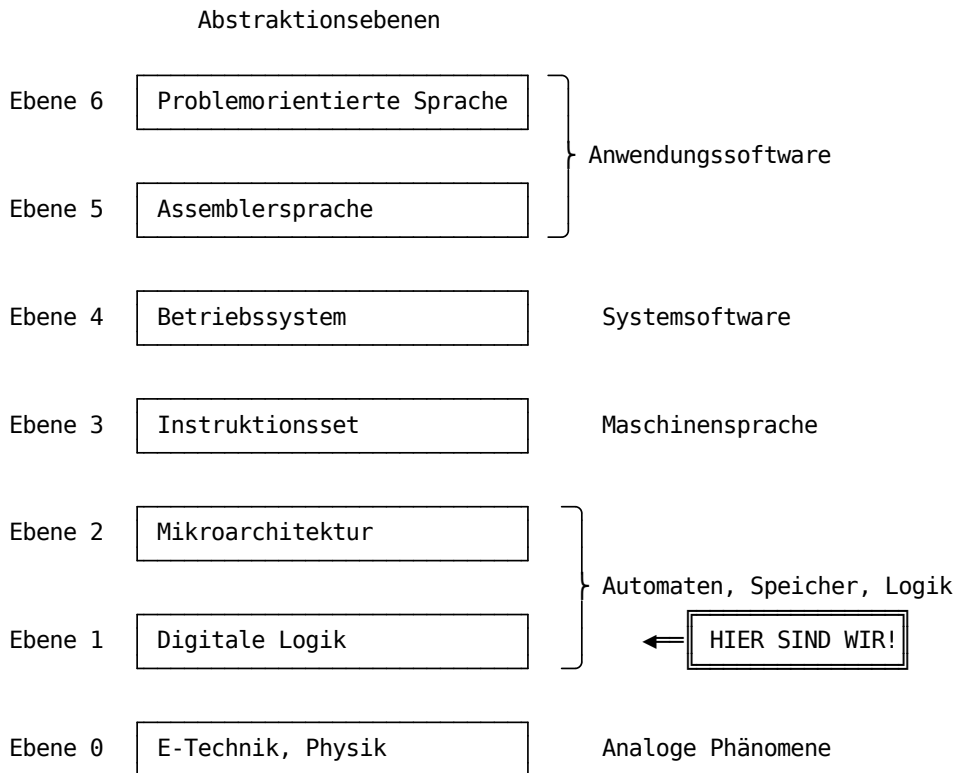 Abstraktionsebenen
Ebene 6 Problemorientierte Sprache
Anwendungssoftware
Ebene 5 Assemblersprache
Ebene 4 Betriebssystem Systemsoftware
Ebene 3 Instruktionsset Maschinensprache
Ebene 2 Mikroarchitektur
Automaten, Speicher, Logik
Ebene 1 Digitale Logik HIER SIND WIR!
Ebene 0 E-Technik, Physik Analoge Phänomene